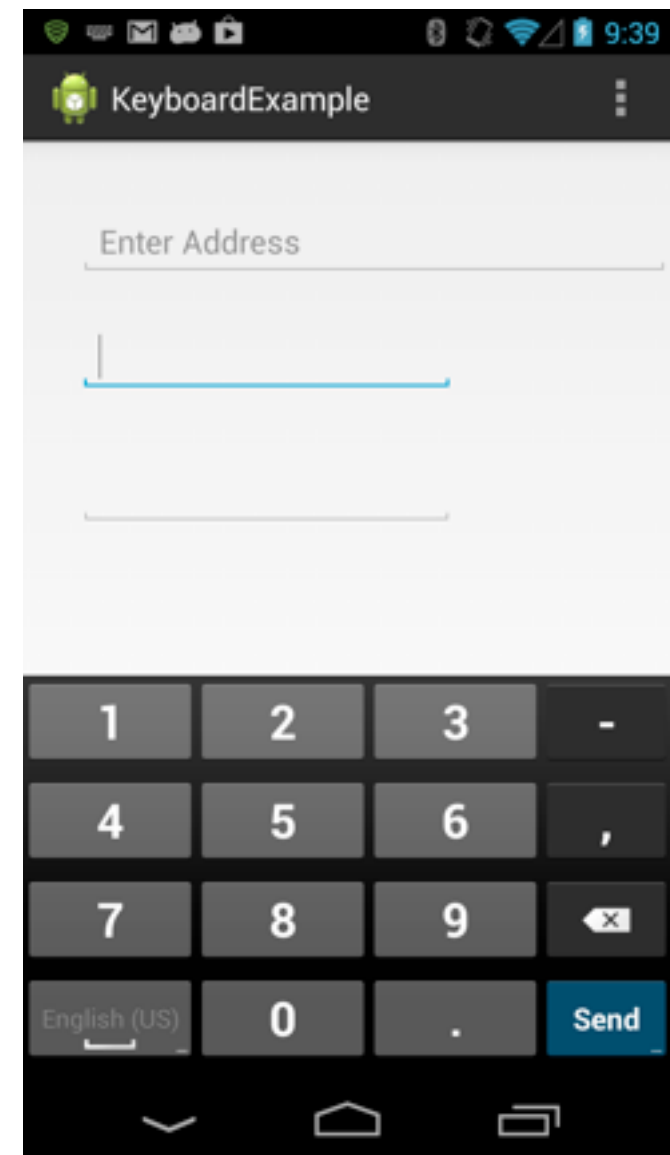 9:39
KeyboardExample
Enter Address
1 2 3 -
4 5 6 ,
7 8 9
English (US) 0 . Send